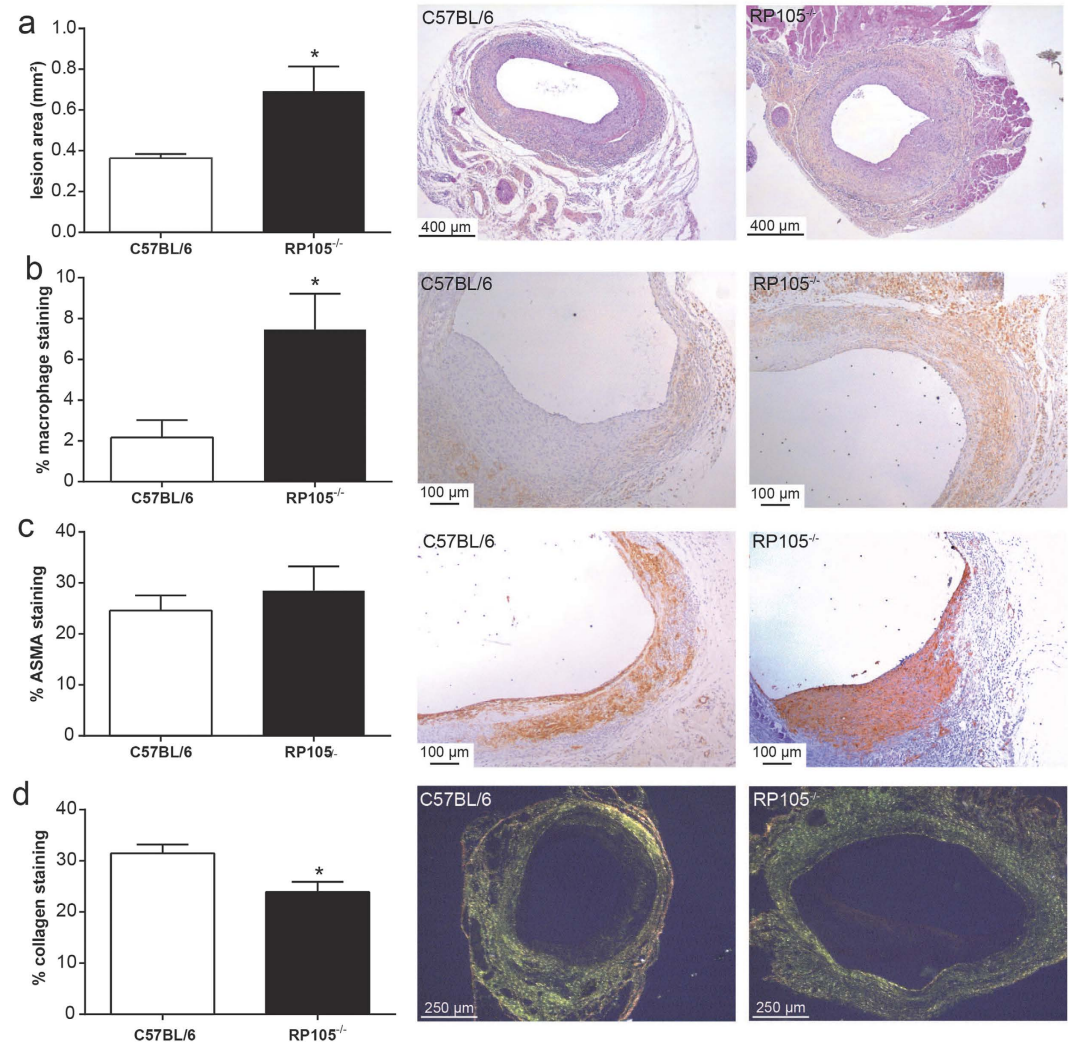 a
lesion area (mm²)
1.0
0.8
0.6
0.4
0.2
0.0
*
C57BL/6
RP105-/-
C57BL/6
400 µm
RP105-/-
400 µm
b
% macrophage staining
10
8
6
4
2
0
*
C57BL/6
RP105-/-
C57BL/6
100 µm
RP105-/-
100 µm
c
% ASMA staining
40
30
20
10
0
C57BL/6
RP105-/-
C57BL/6
100 µm
RP105-/-
100 µm
d
% collagen staining
40
30
20
10
0
*
C57BL/6
RP105-/-
C57BL/6
250 µm
RP105-/-
250 µm